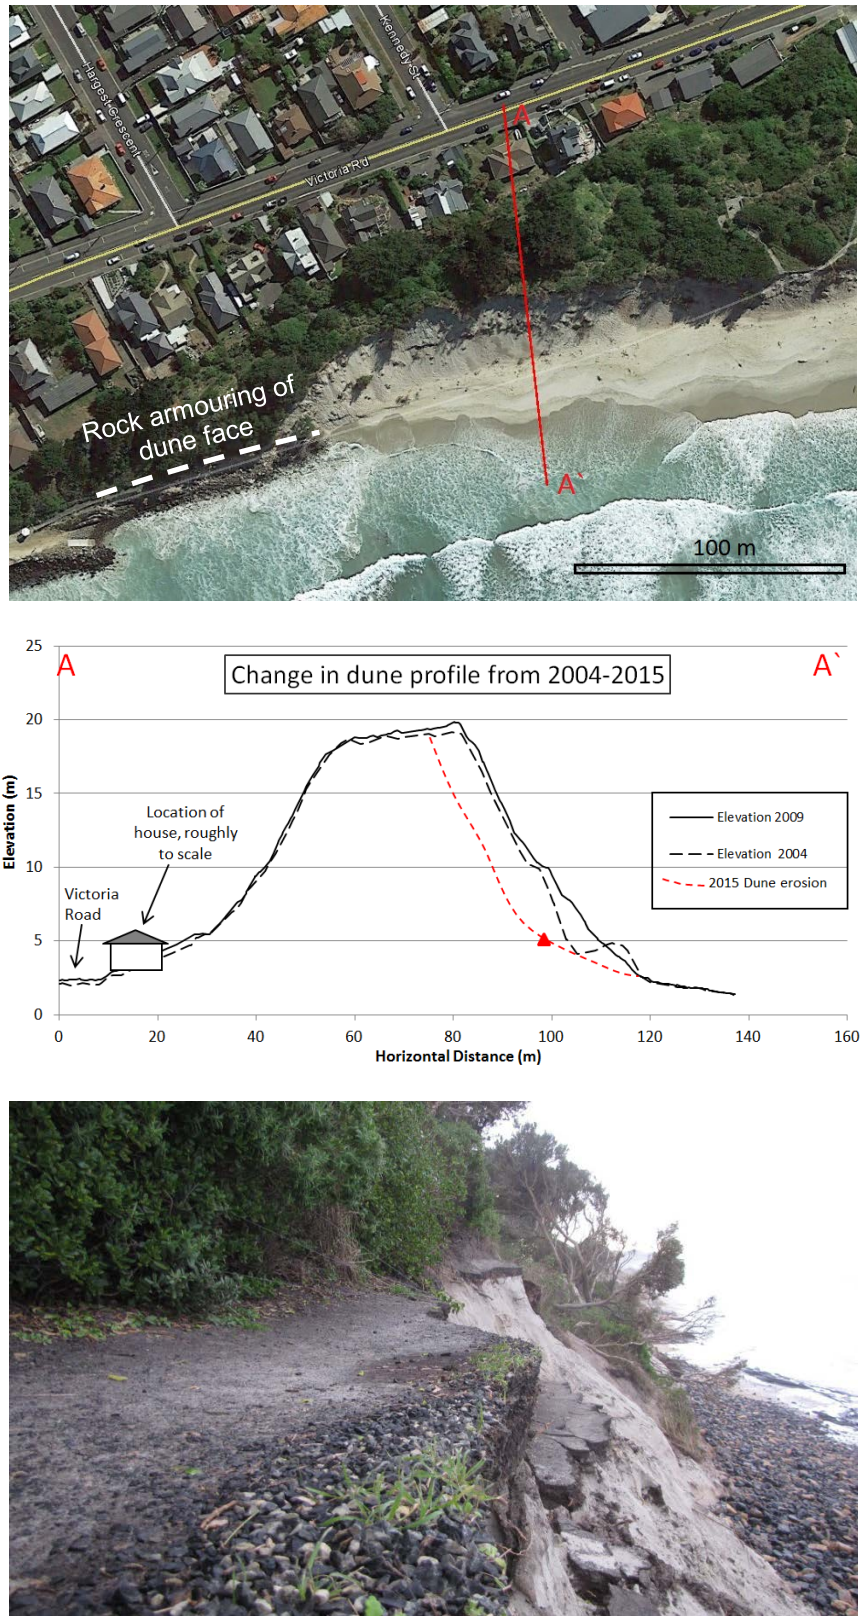 Hargest Crescent
Kennedy St
Victoria Rd
A
Rock armouring of
dune face
A`
100 m
A
A`
Change in dune profile from 2004-2015
25
20
15
10
5
0
Elevation (m)
Location of
house, roughly
to scale
Victoria
Road
Elevation 2009
Elevation 2004
2015 Dune erosion
0
20
40
60
80
100
120
140
160
Horizontal Distance (m)